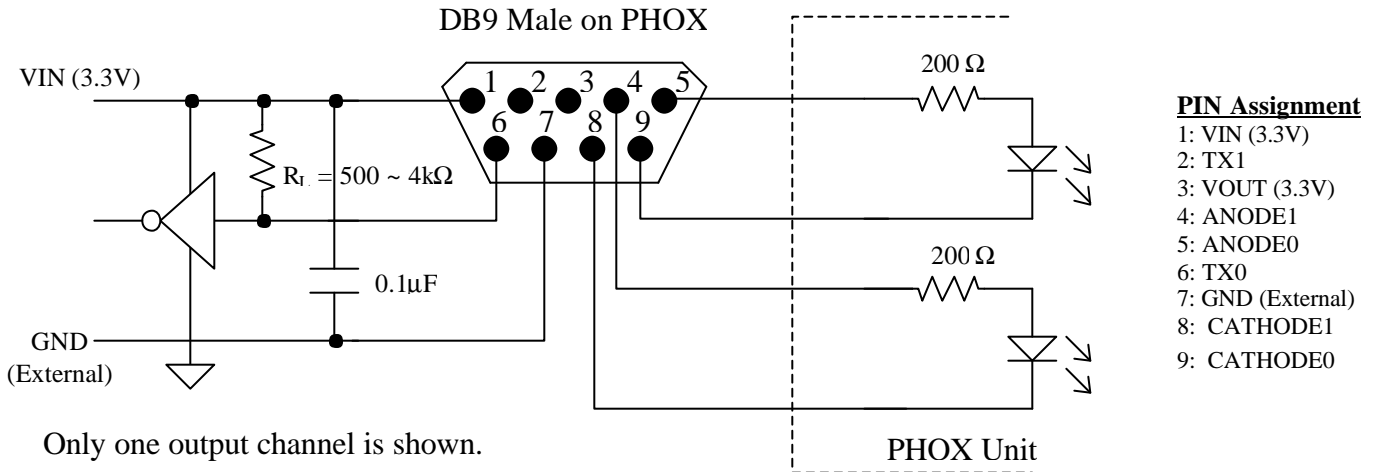 DB9 Male on PHOX
VIN (3.3V)
1 2 3 4 5
6 7 8 9
R_L = 500 ~ 4kΩ
0.1µF
GND
(External)
Only one output channel is shown.
200 Ω
200 Ω
PHOX Unit
PIN Assignment
1: VIN (3.3V)
2: TX1
3: VOUT (3.3V)
4: ANODE1
5: ANODE0
6: TX0
7: GND (External)
8: CATHODE1
9: CATHODE0